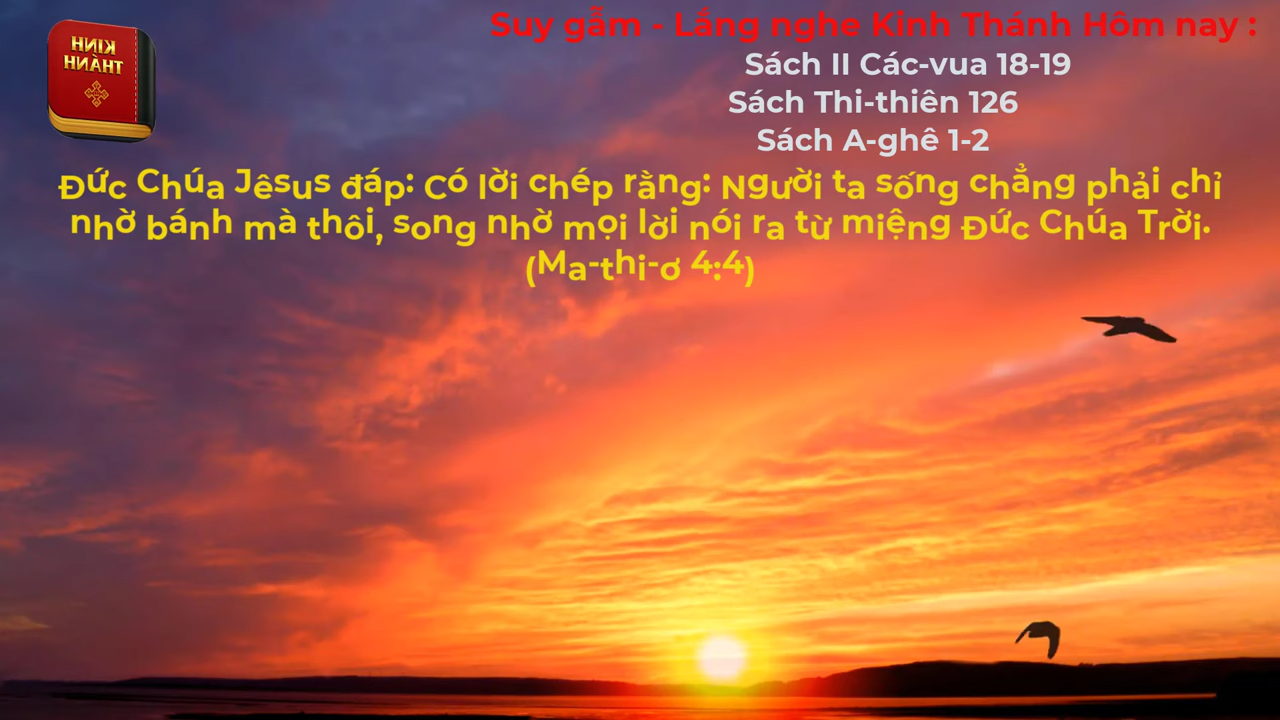 Suy gẫm - Lắng nghe Kinh Thánh Hôm nay :
KINH
THÁNH
Sách II Các-vua 18-19
Sách Thi-thiên 126
Sách A-ghê 1-2
Đức Chúa Jêsus đáp: Có lời chép rằng: Người ta sống chẳng phải chỉ
nhờ bánh mà thôi, song nhờ mọi lời nói ra từ miệng Đức Chúa Trời.
(Ma-thi-ơ 4:4)